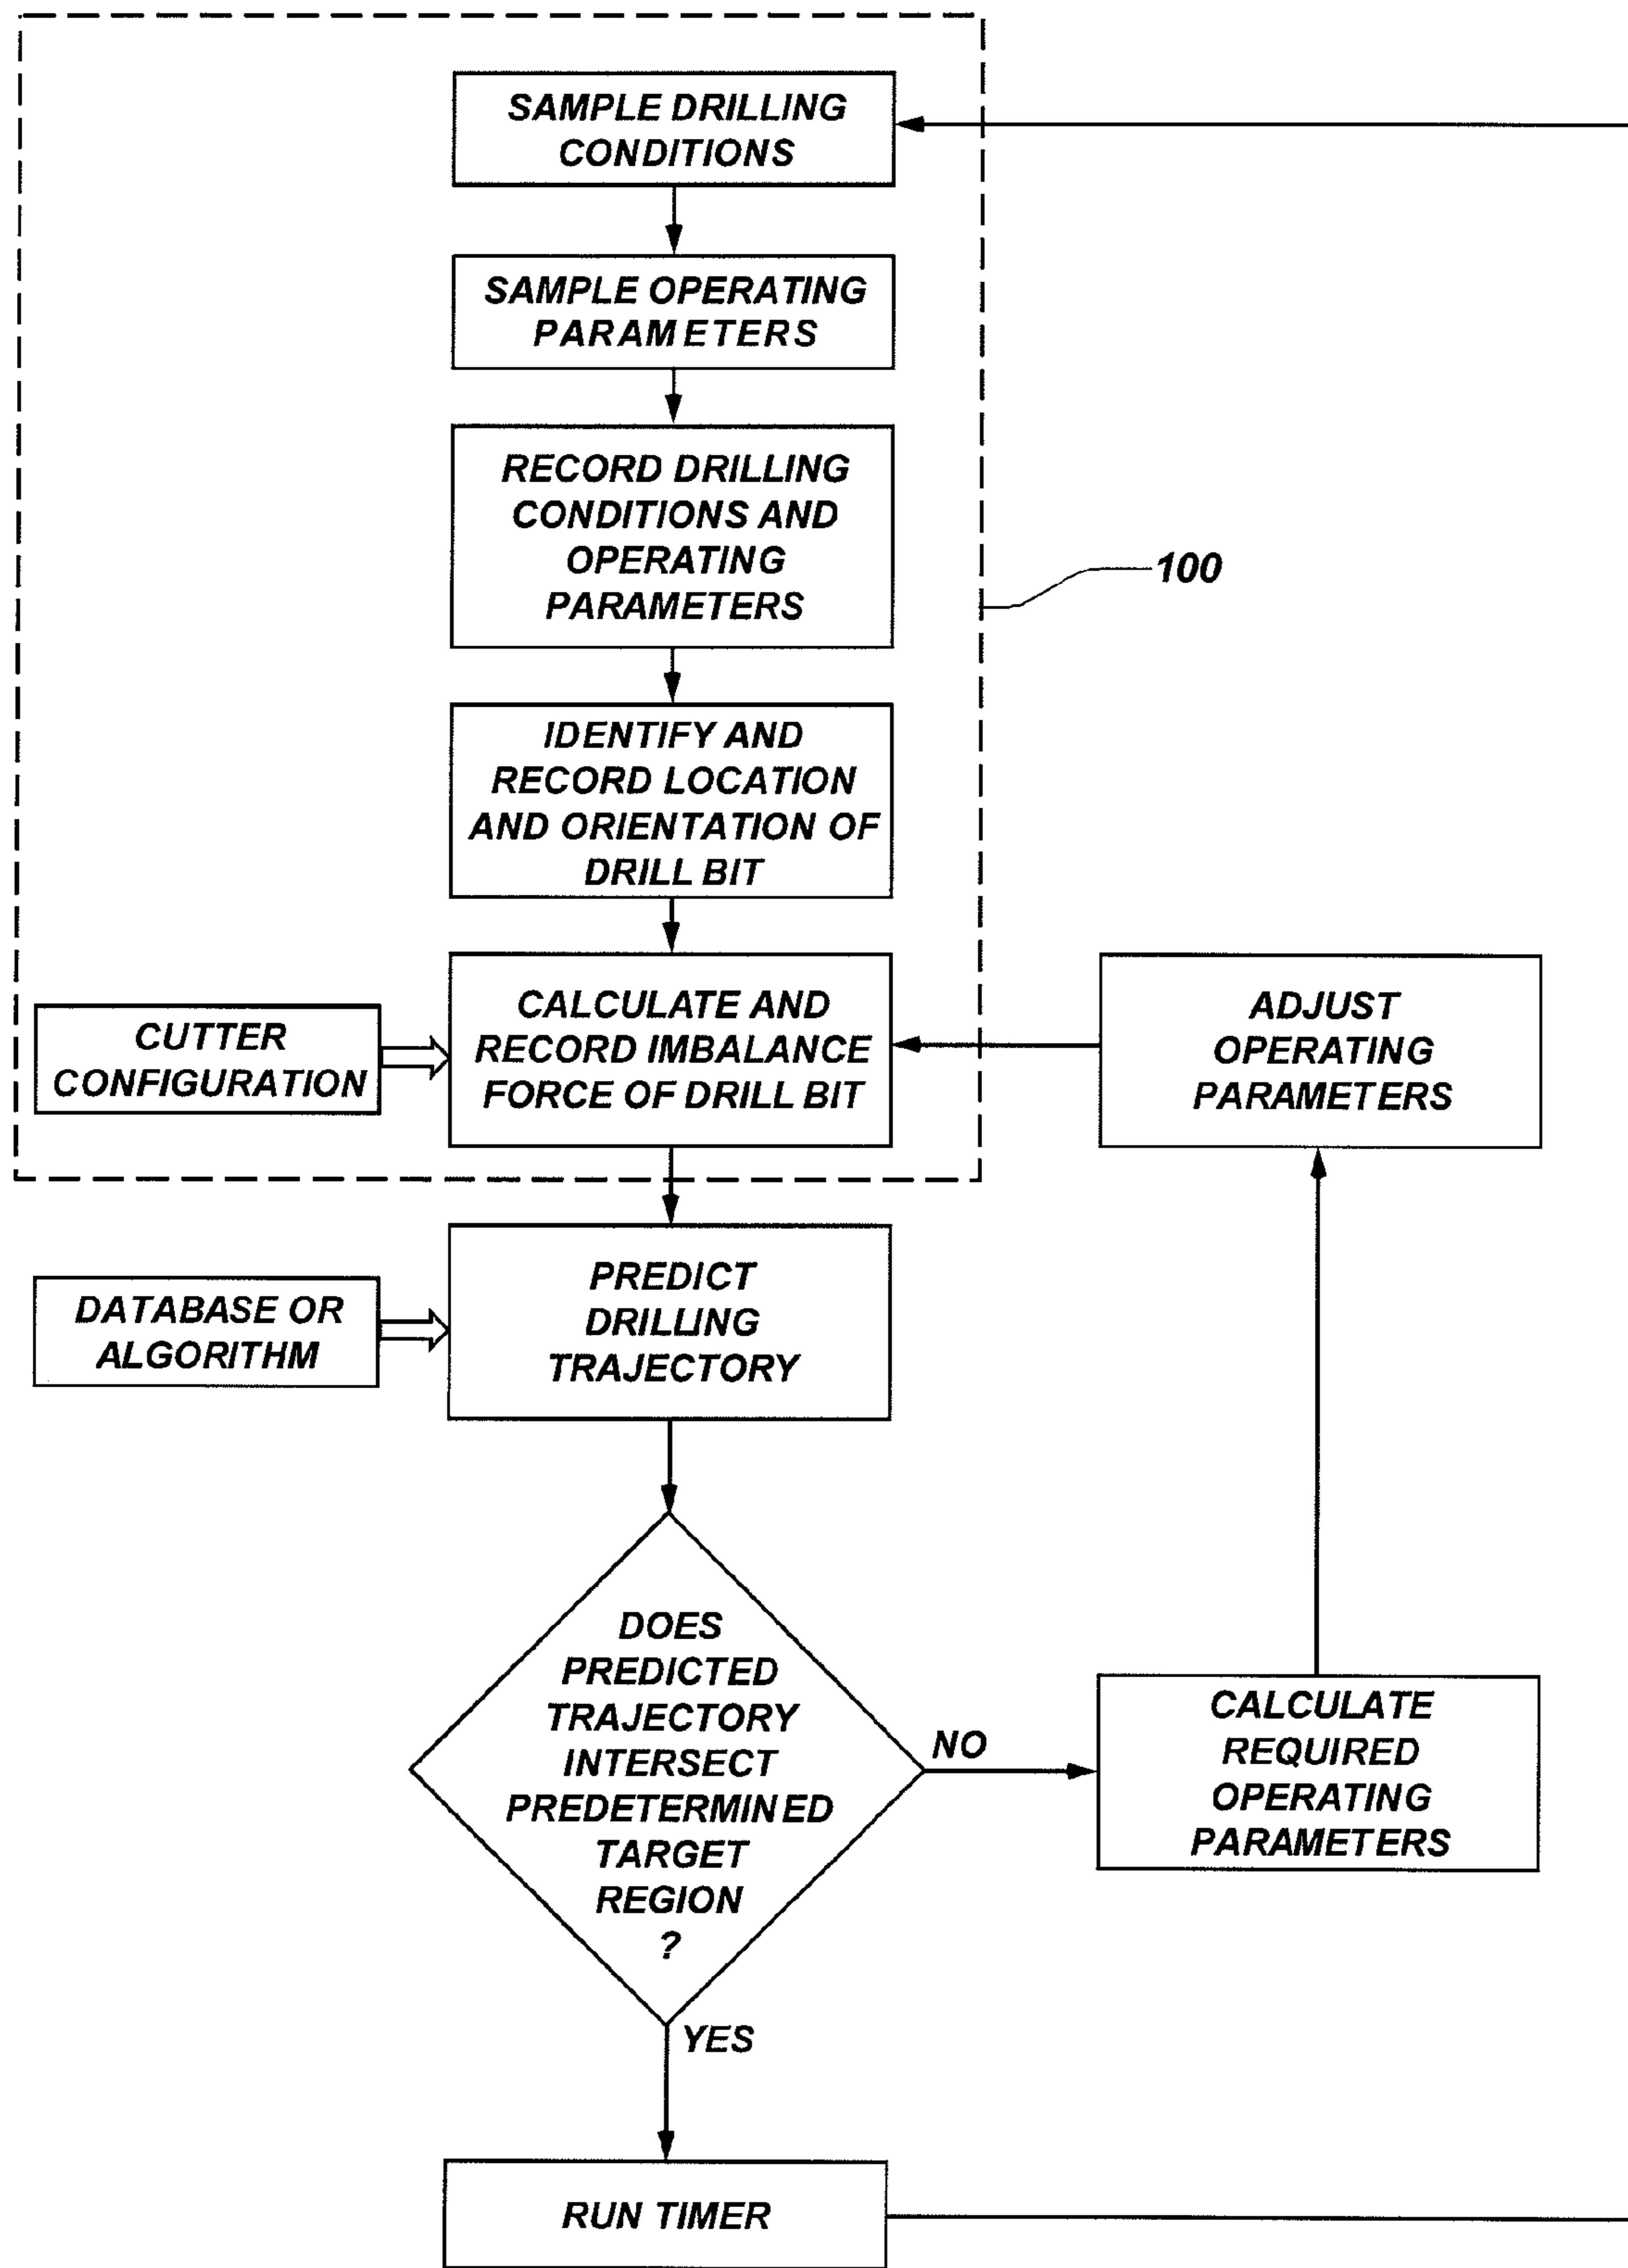 SAMPLE DRILLING
CONDITIONS
SAMPLE OPERATING
PARAMETERS
RECORD DRILLING
CONDITIONS AND
OPERATING
PARAMETERS
100
IDENTIFY AND
RECORD LOCATION
AND ORIENTATION OF
DRILL BIT
CUTTER
CONFIGURATION
CALCULATE AND
RECORD IMBALANCE
FORCE OF DRILL BIT
ADJUST
OPERATING
PARAMETERS
DATABASE OR
ALGORITHM
PREDICT
DRILLING
TRAJECTORY
DOES
PREDICTED
TRAJECTORY
INTERSECT
PREDETERMINED
TARGET
REGION
?
NO
CALCULATE
REQUIRED
OPERATING
PARAMETERS
YES
RUN TIMER